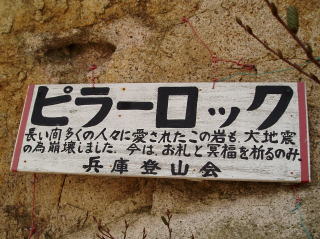 ピラーロック
長い間多くの人々に愛されたこの岩も、大地震
の為崩壊しました。今は、お礼と冥福を祈るのみ。
兵庫登山会